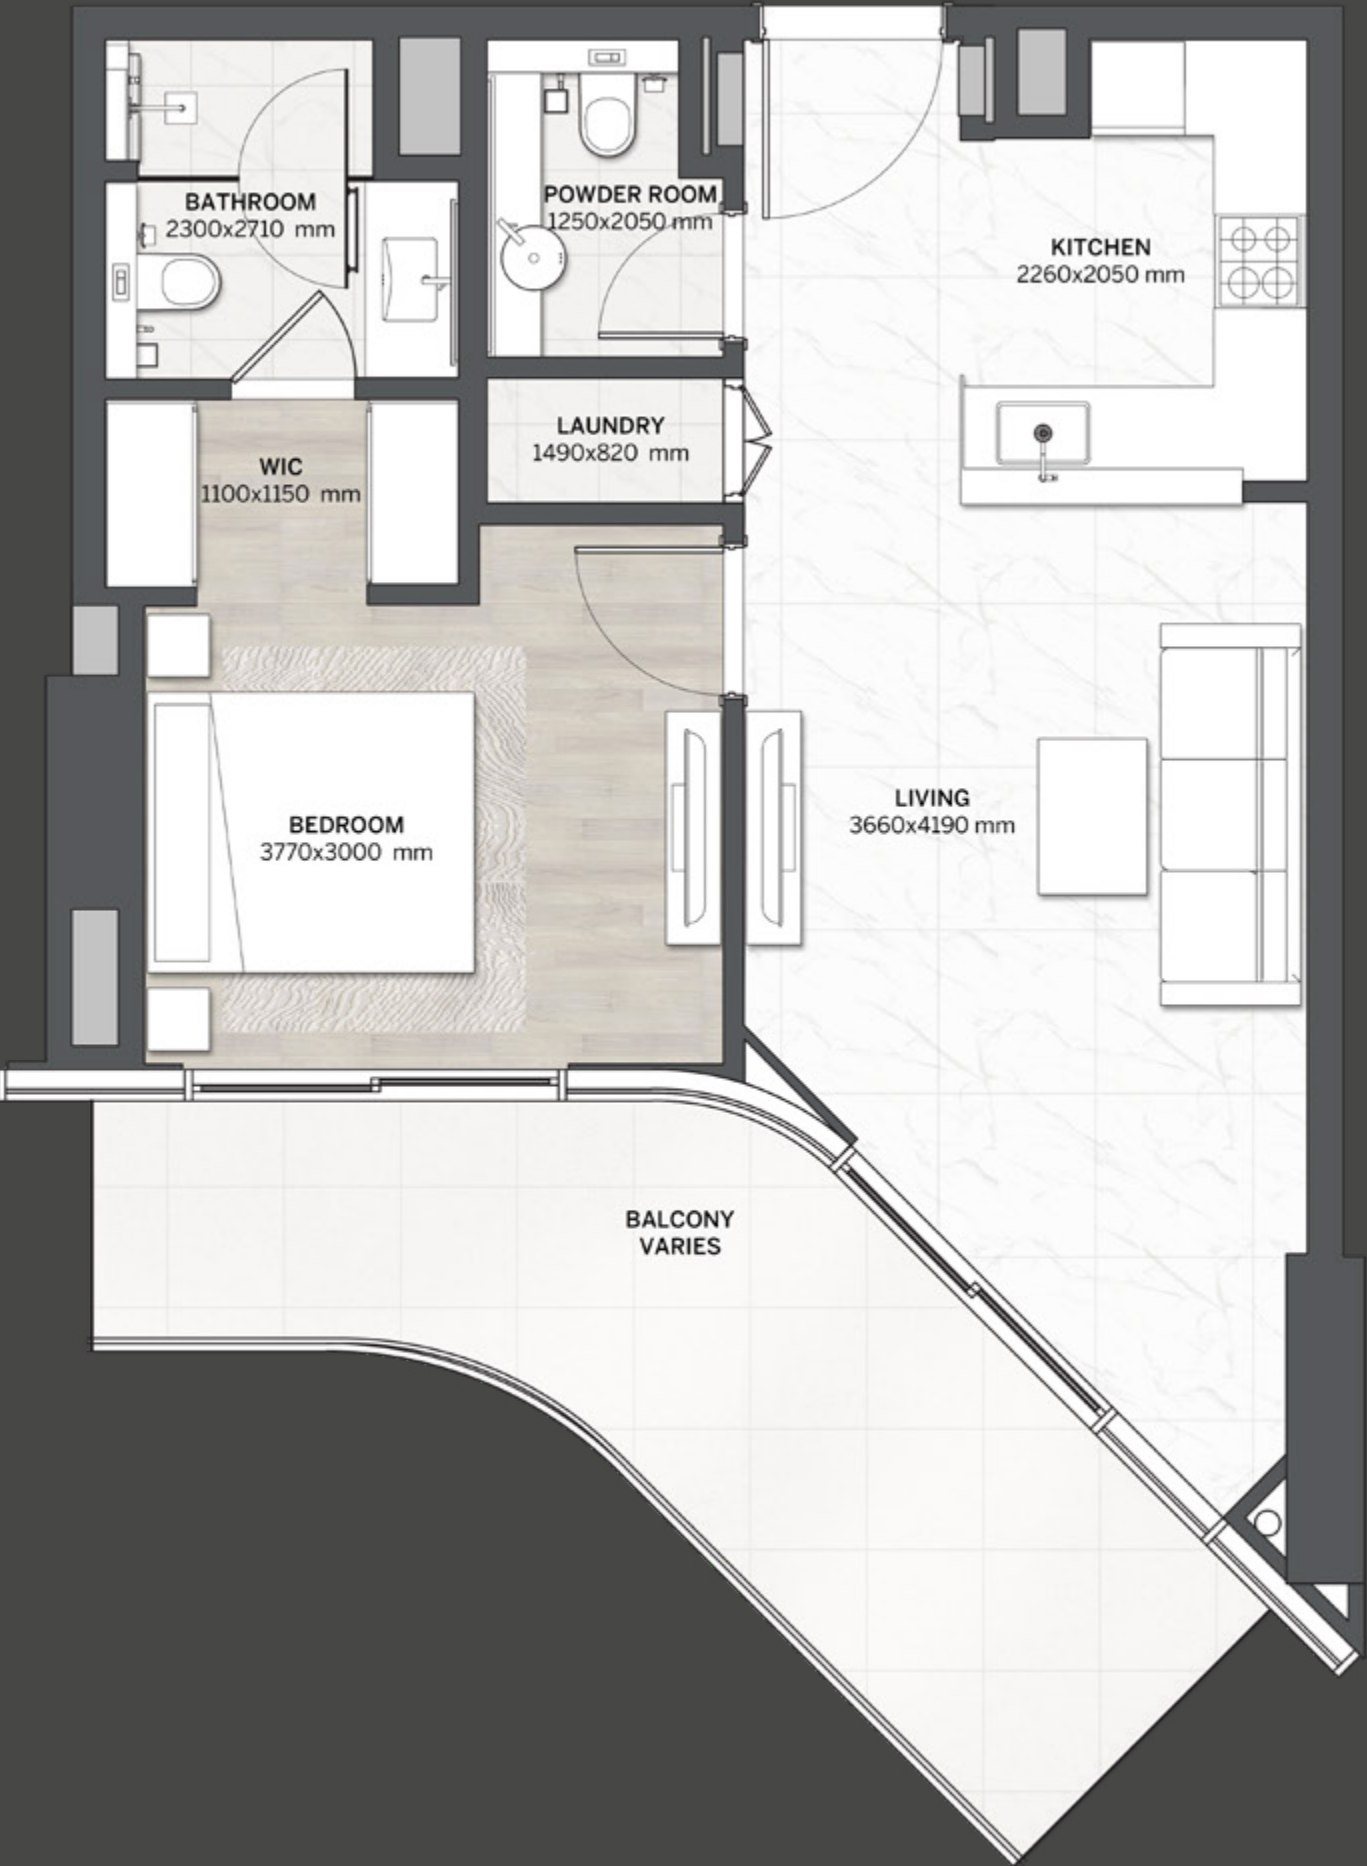 BATHROOM
2300x2710 mm
POWDER ROOM
1250x2050 mm
KITCHEN
2260x2050 mm
LAUNDRY
1490x820 mm
WIC
1100x1150 mm
LIVING
3660x4190 mm
BEDROOM
3770x3000 mm
BALCONY
VARIES